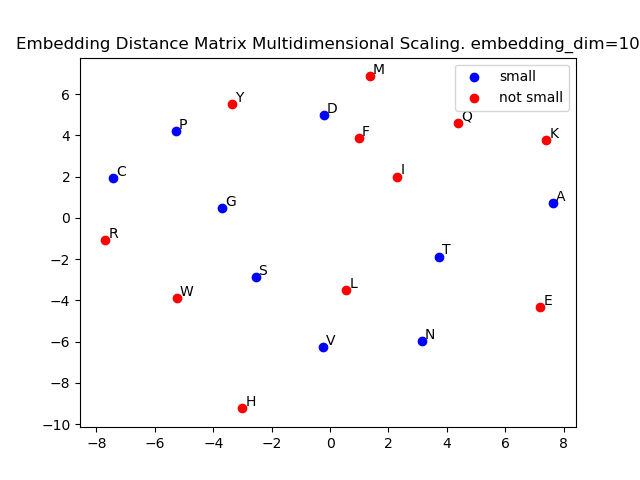 Embedding Distance Matrix Multidimensional Scaling. embedding_dim=10
small
not small
M
Y
D
Q
P
F
K
I
C
A
G
R
T
S
L
W
E
V
N
H
6
4
2
0
−2
−4
−6
−8
−10
−8 −6 −4 −2 0 2 4 6 8